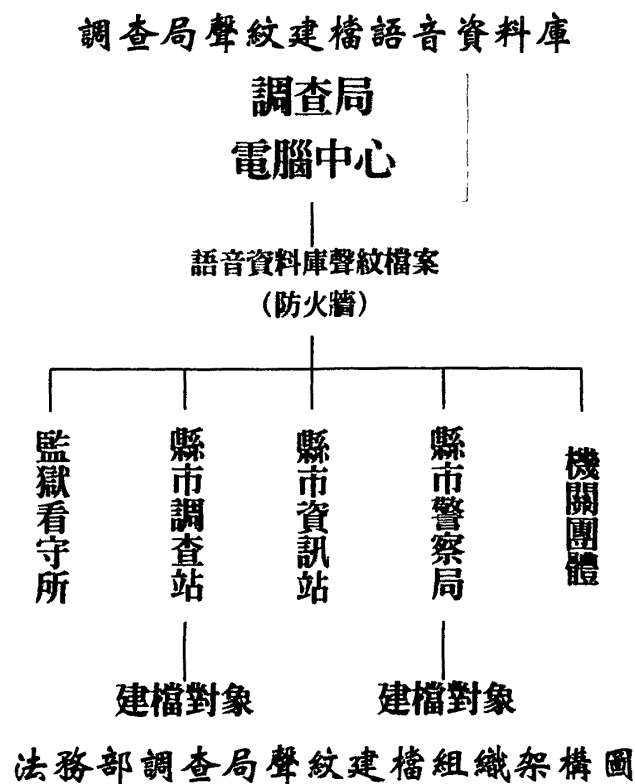 調查局聲紋建檔語音資料庫
調查局
電腦中心
語音資料庫聲紋檔案
(防火牆)
監獄看守所
縣市調查站
縣市資訊站
縣市警察局
機關團體
建檔對象
建檔對象
法務部調查局聲紋建檔組織架構圖